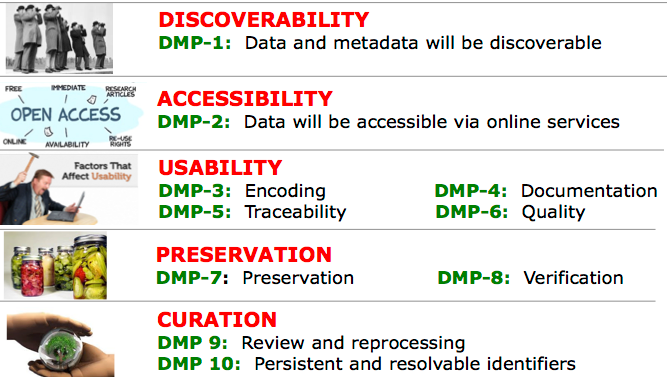 DISCOVERABILITY
DMP-1: Data and metadata will be discoverable
FREE IMMEDIATE RESEARCH ARTICLES
OPEN ACCESS
ONLINE AVAILABILITY RE-USE RIGHTS
ACCESSIBILITY
DMP-2: Data will be accessible via online services
Factors That
Affect Usability
USABILITY
DMP-3: Encoding DMP-4: Documentation
DMP-5: Traceability DMP-6: Quality
PRESERVATION
DMP-7: Preservation DMP-8: Verification
CURATION
DMP 9: Review and reprocessing
DMP 10: Persistent and resolvable identifiers